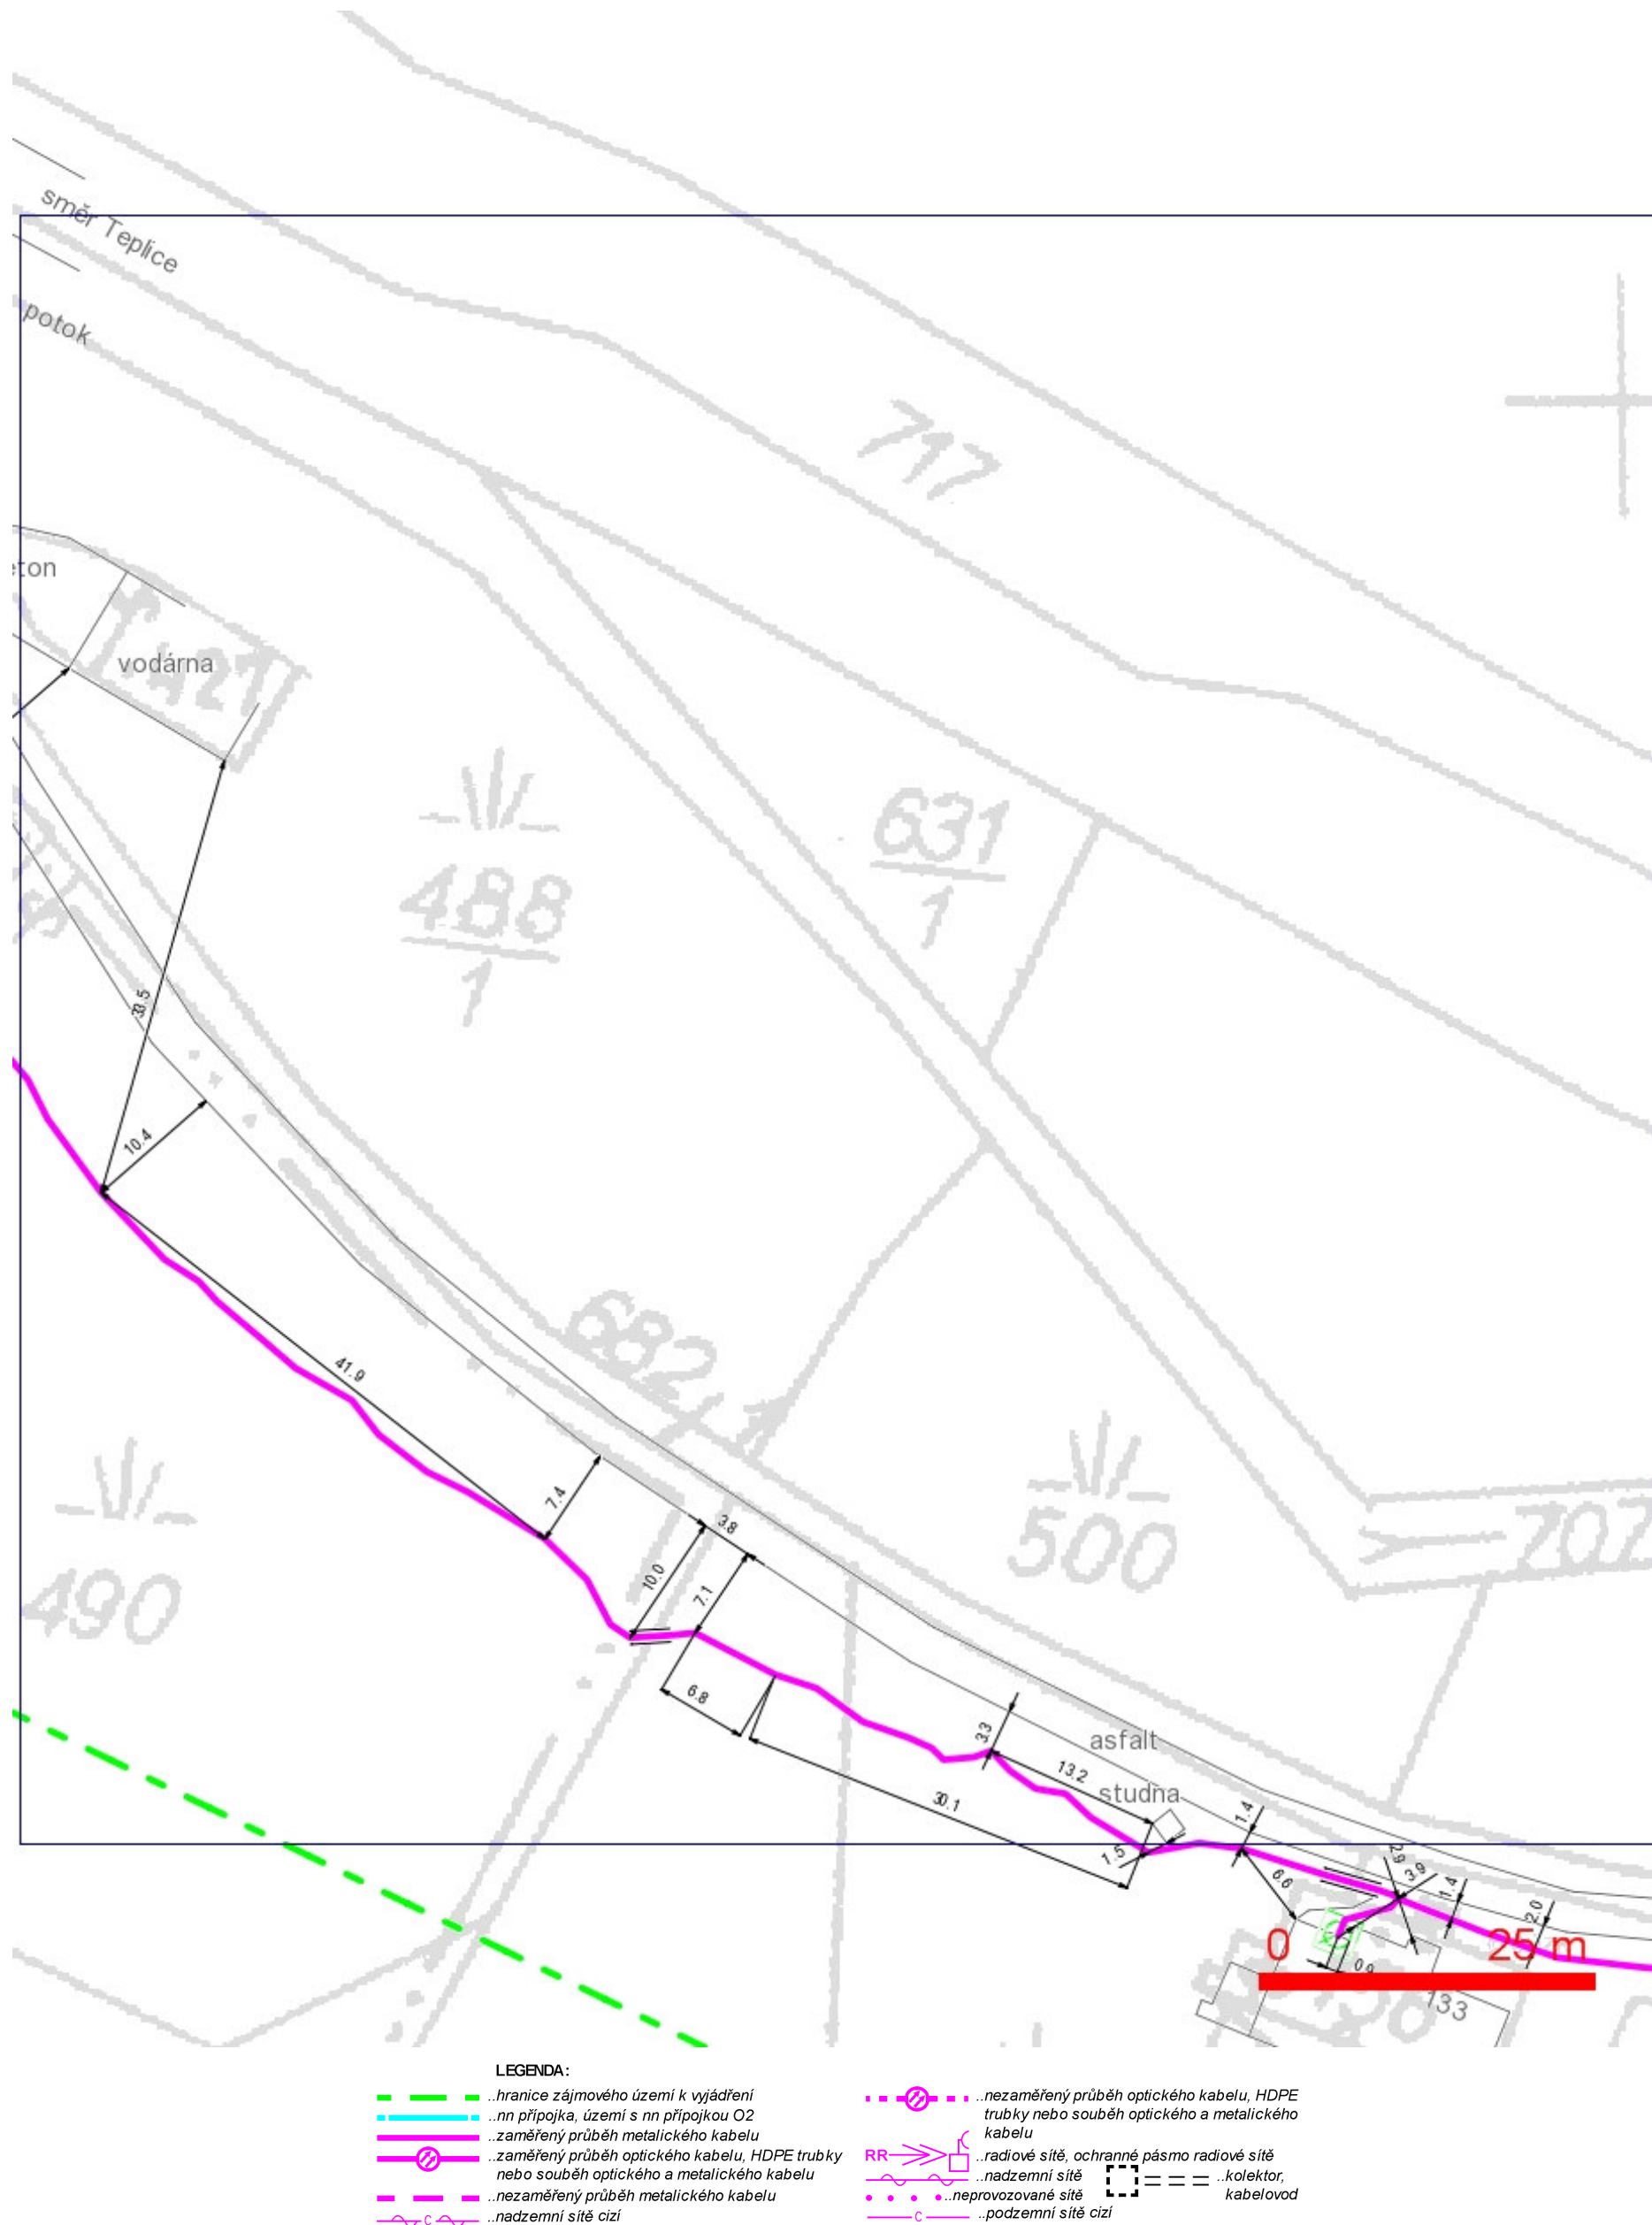 směr Teplice
potok
717
eton
vodárna
631
1
488
1
33.5
10.4
682/1
41.9
7.4
3.8
500
702
10.0
7.1
490
6.8
3.3
asfalt
13.2
studna
30.1
1.4
1.5
2.9
3.9
6.6
1.4
2.0
0
25 m
0.9
133
LEGENDA:
..hranice zájmového území k vyjádření
..nn přípojka, území s nn přípojkou O2
..zaměřený průběh metalického kabelu
..zaměřený průběh optického kabelu, HDPE trubky
nebo souběh optického a metalického kabelu
..nezaměřený průběh metalického kabelu
C ..nadzemní sítě cizí
..nezaměřený průběh optického kabelu, HDPE
trubky nebo souběh optického a metalického
kabelu
RR ..radiové sítě, ochranné pásmo radiové sítě
..nadzemní sítě
..kolektor,
kabelovod
..neprovozované sítě
C ..podzemní sítě cizí